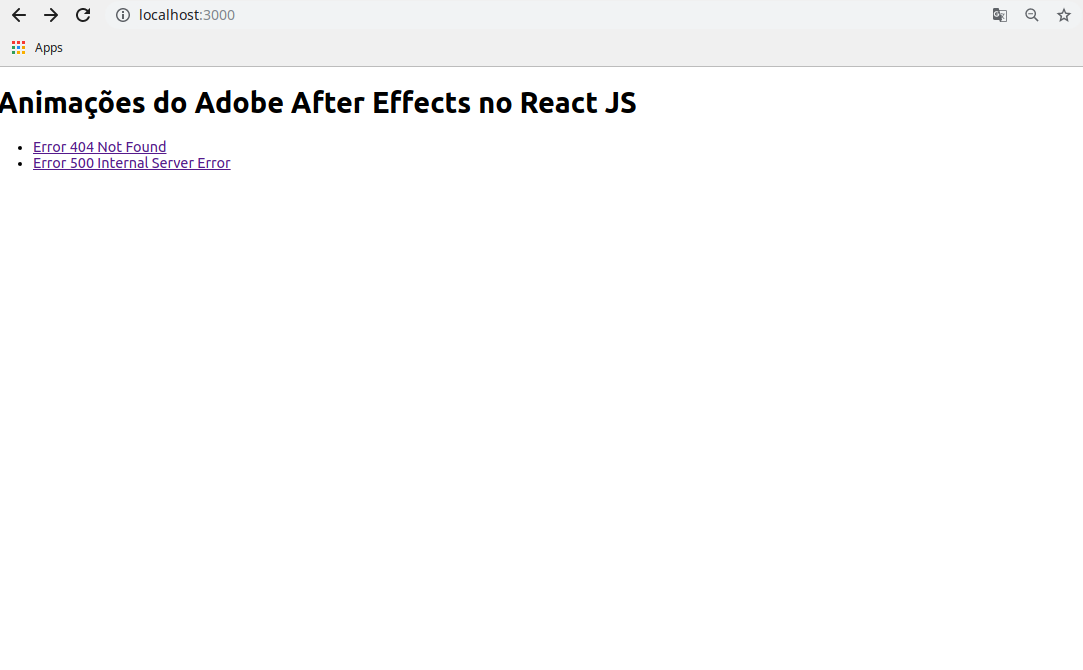 localhost:3000
Apps
Animações do Adobe After Effects no React JS
Error 404 Not Found
Error 500 Internal Server Error